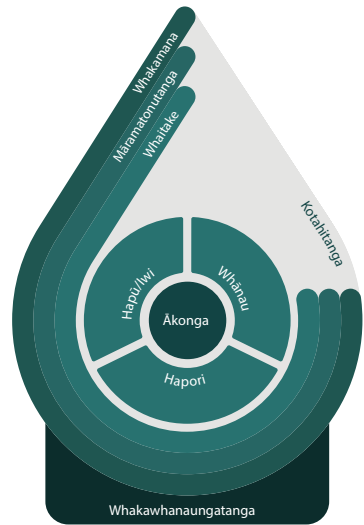 Whakamana
Māramatonutanga
Whaitake
Kotahitanga
Hapū/Iwi
Whānau
Ākonga
Hapori
Whakawhanaungatanga